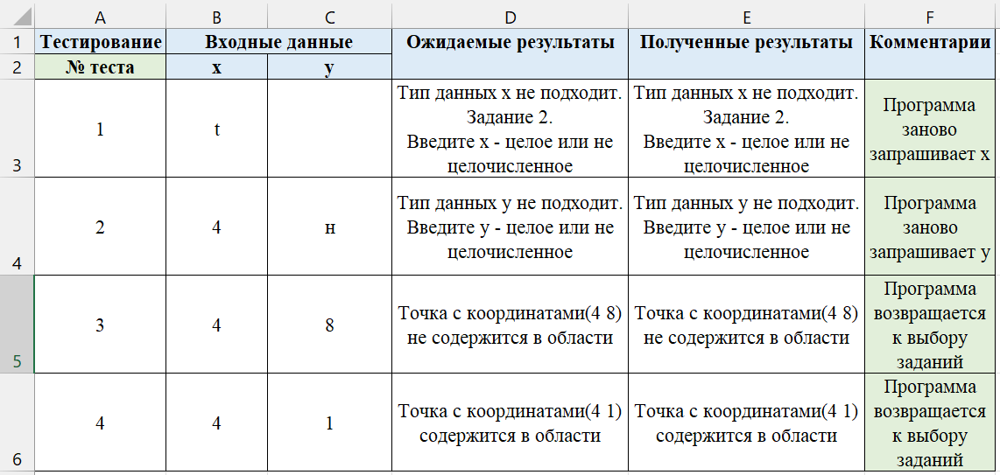 A B C D E F
1 Тестирование Входные данные Ожидаемые результаты Полученные результаты Комментарии
2 № теста x y
Тип данных x не подходит. Тип данных x не подходит.
Задание 2. Задание 2. Программа
1 t Введите x - целое или не Введите x - целое или не заново
3 целочисленное целочисленное запрашивает x
Тип данных y не подходит. Тип данных y не подходит. Программа
2 4 н Введите y - целое или не Введите y - целое или не заново
4 целочисленное целочисленное запрашивает y
Программа
3 4 8 Точка с координатами(4 8) Точка с координатами(4 8) возвращается
не содержится в области не содержится в области к выбору
5 заданий
Программа
4 4 1 Точка с координатами(4 1) Точка с координатами(4 1) возвращается
содержится в области содержится в области к выбору
6 заданий